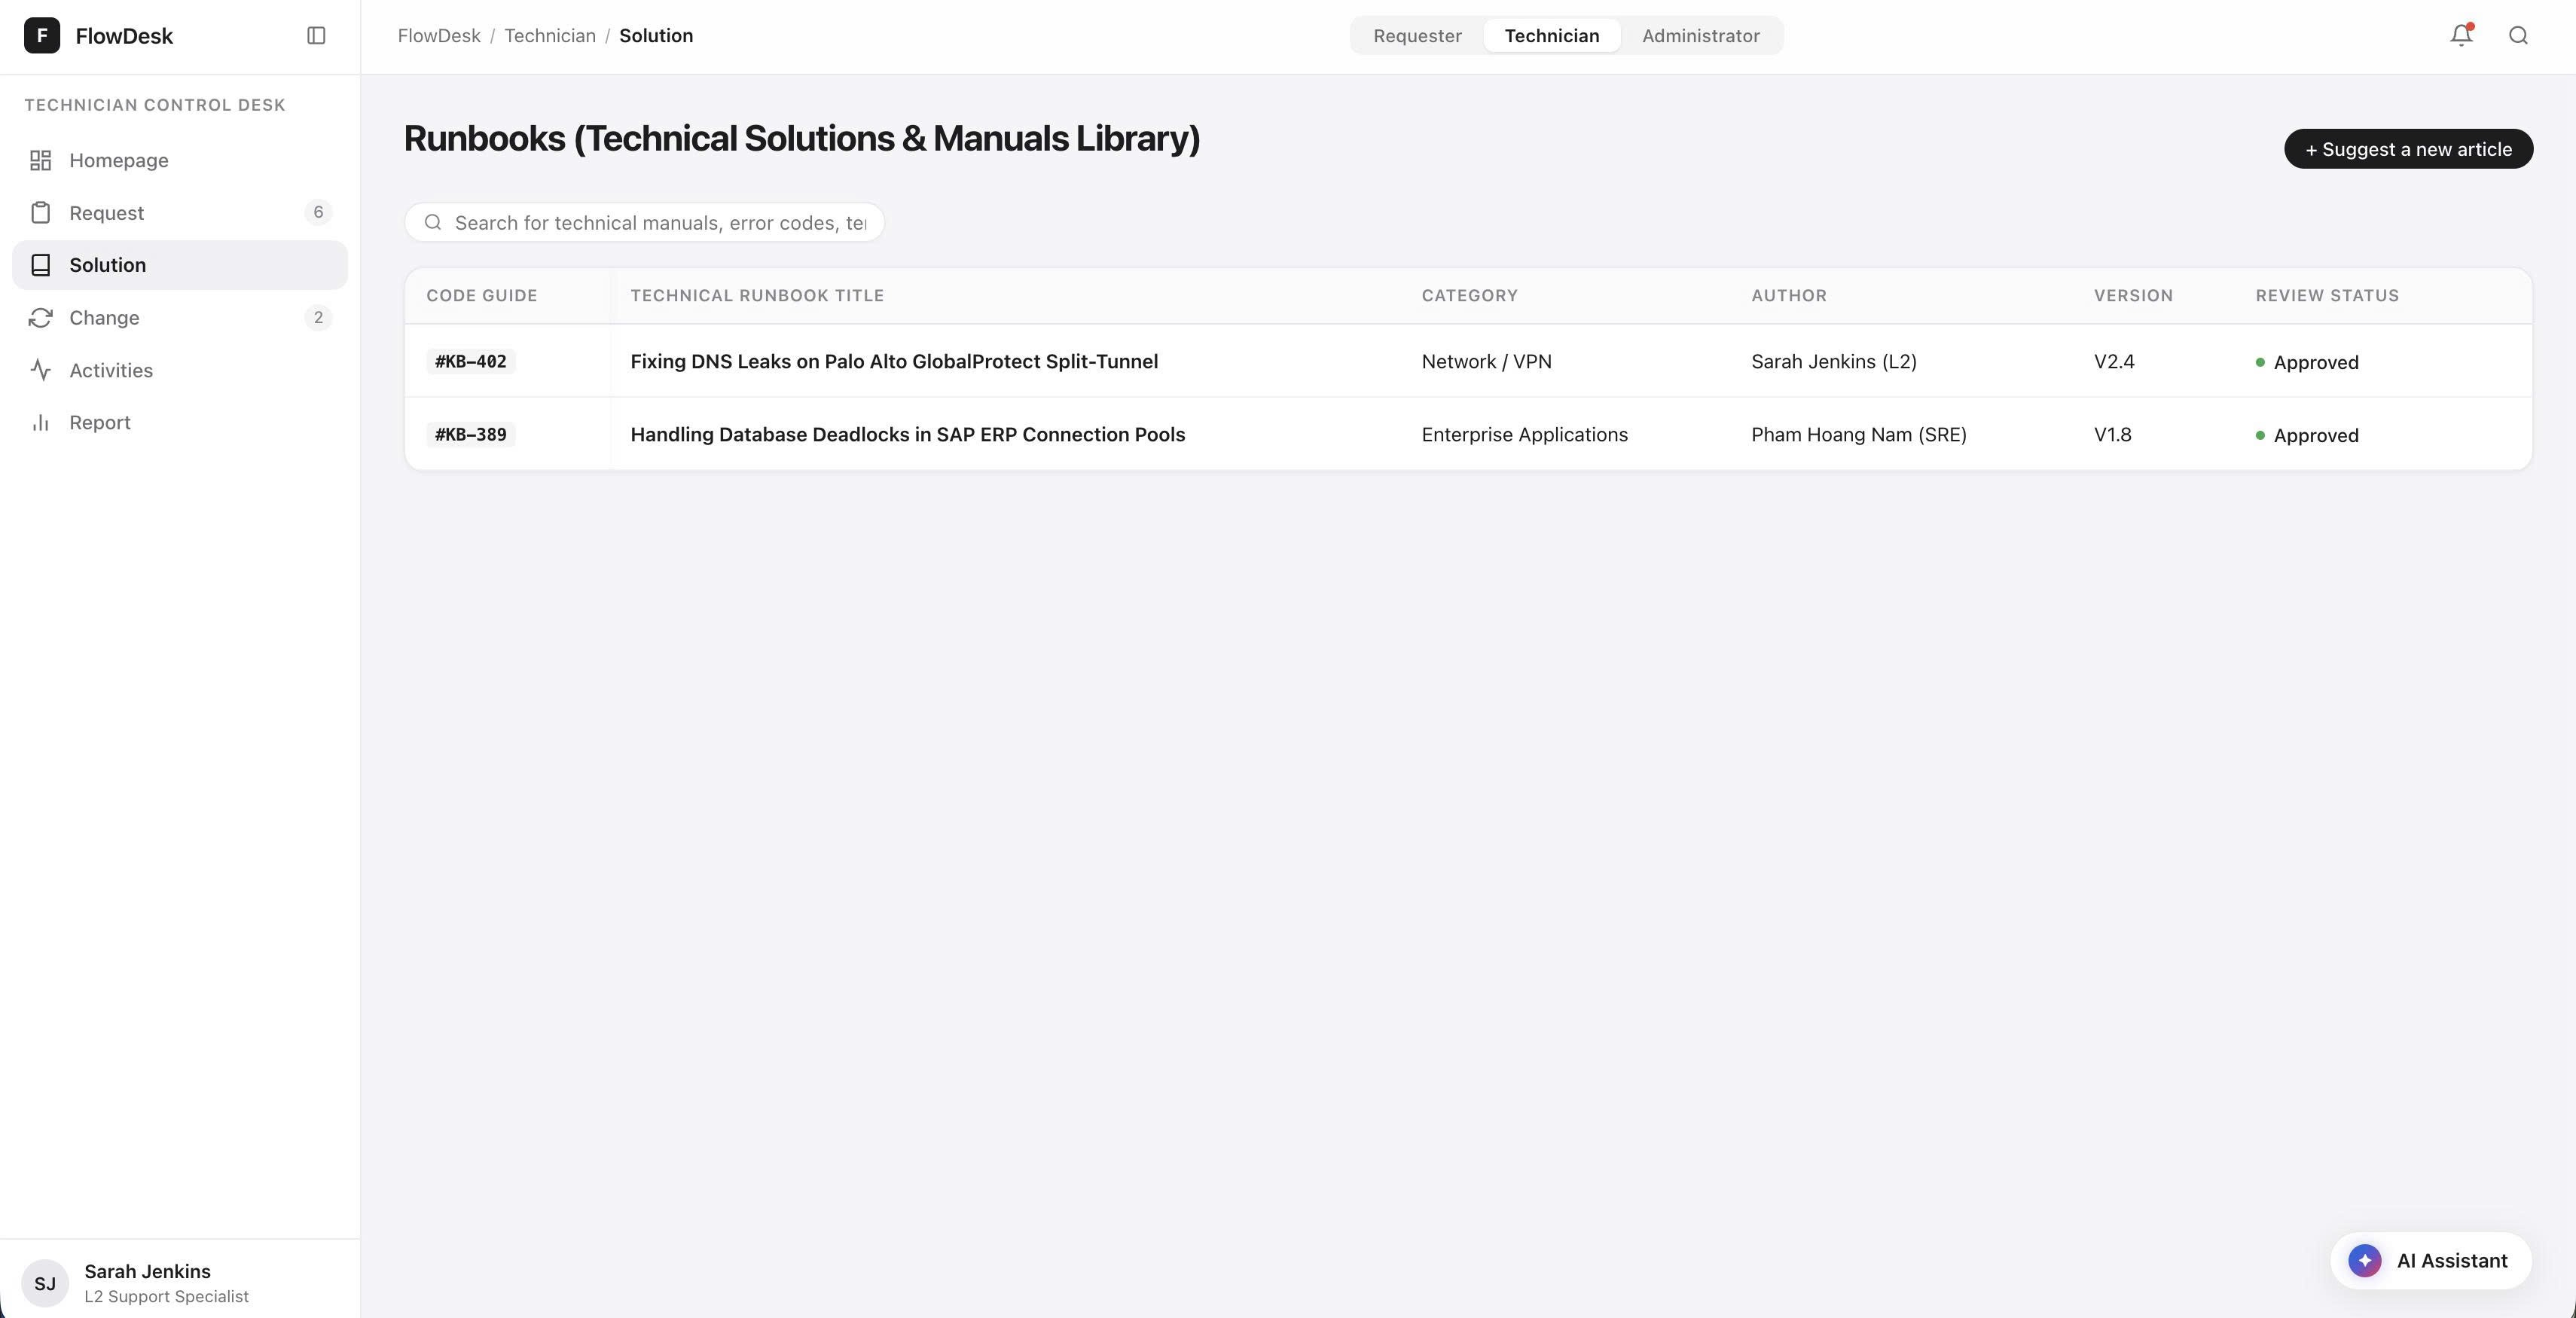 F FlowDesk
FlowDesk / Technician / Solution
Requester Technician Administrator
TECHNICIAN CONTROL DESK
Homepage
Request 6
Solution
Change 2
Activities
Report
Runbooks (Technical Solutions & Manuals Library)
+ Suggest a new article
Search for technical manuals, error codes, te
CODE GUIDE TECHNICAL RUNBOOK TITLE CATEGORY AUTHOR VERSION REVIEW STATUS
#KB-402 Fixing DNS Leaks on Palo Alto GlobalProtect Split-Tunnel Network / VPN Sarah Jenkins (L2) V2.4 Approved
#KB-389 Handling Database Deadlocks in SAP ERP Connection Pools Enterprise Applications Pham Hoang Nam (SRE) V1.8 Approved
SJ Sarah Jenkins
L2 Support Specialist
AI Assistant